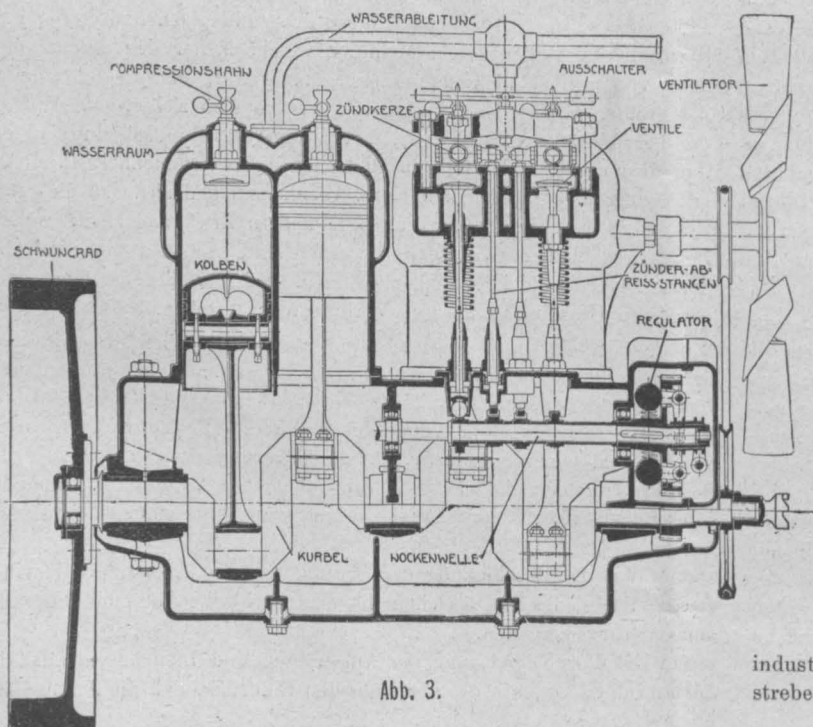 WASSERABLEITUNG
COMPRESSIONSHAHN
AUSSCHALTER
VENTILATOR
ZÜNDKERZE
WASSERRAUM
VENTILE
SCHWUNGRAD
KOLBEN
ZÜNDER-AB-
REISS-STANGEN
REGULATOR
KURBEL
NOCKENWELLE
Abb. 3.
indust
strebe